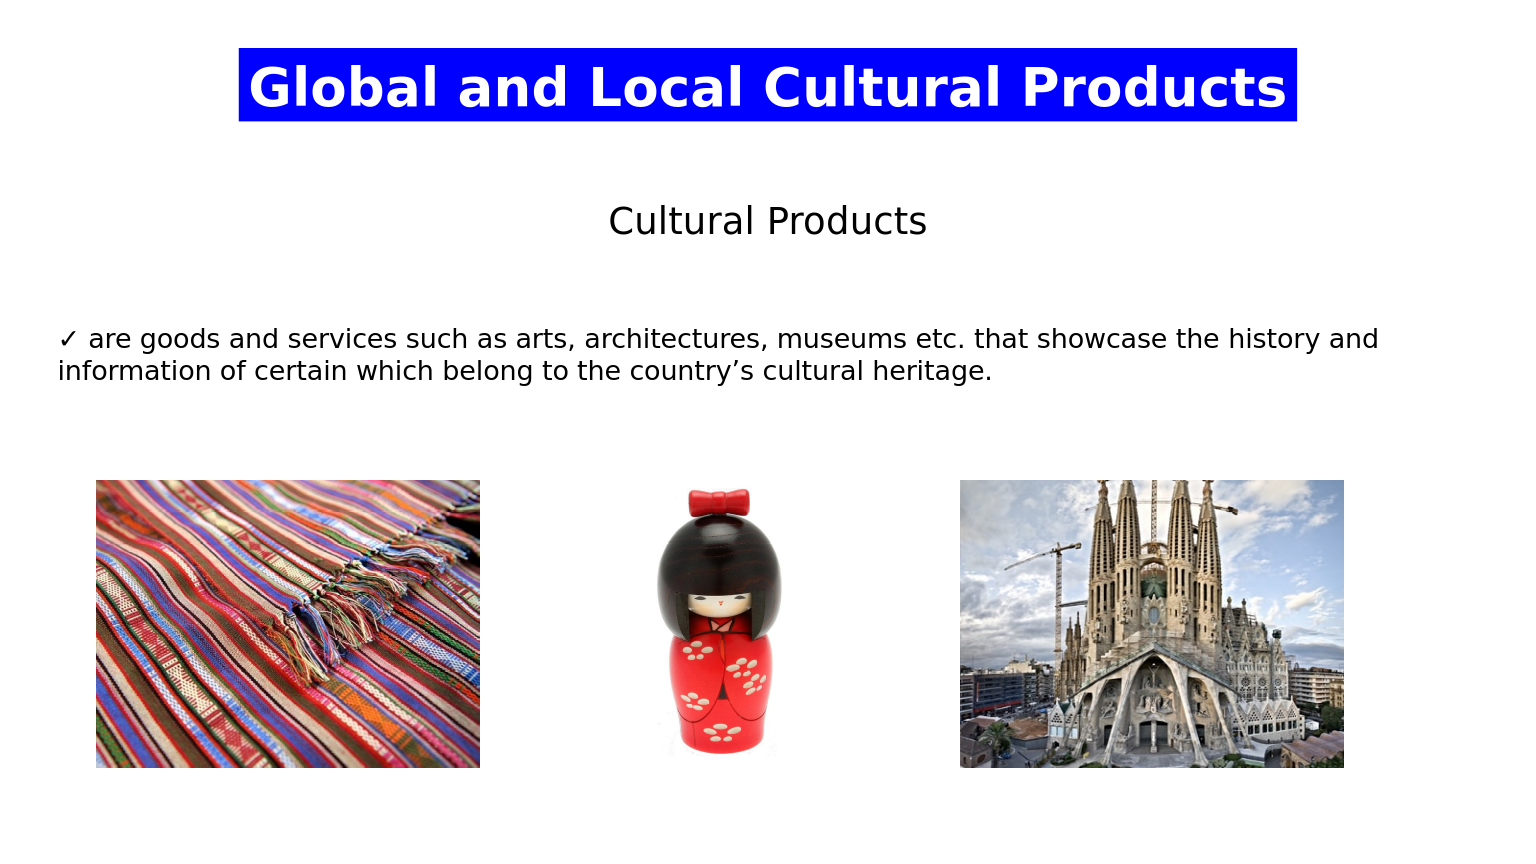 Global and Local Cultural Products
Cultural Products
✓ are goods and services such as arts, architectures, museums etc. that showcase the history and
information of certain which belong to the country’s cultural heritage.